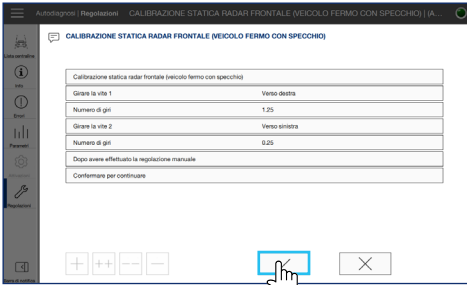 Autodiagnosi | Regolazioni CALIBRAZIONE STATICA RADAR FRONTALE (VEICOLO FERMO CON SPECCHIO) | (A...
CALIBRAZIONE STATICA RADAR FRONTALE (VEICOLO FERMO CON SPECCHIO)
Lista centraline
Info
Errori
Parametri
Regolazioni
Calibrazione statica radar frontale (veicolo fermo con specchio)
Girare la vite 1 Verso destra
Numero di giri 1,25
Girare la vite 2 Verso sinistra
Numero di giri 0,25
Dopo avere effettuato la regolazione manuale
Confermare per continuare